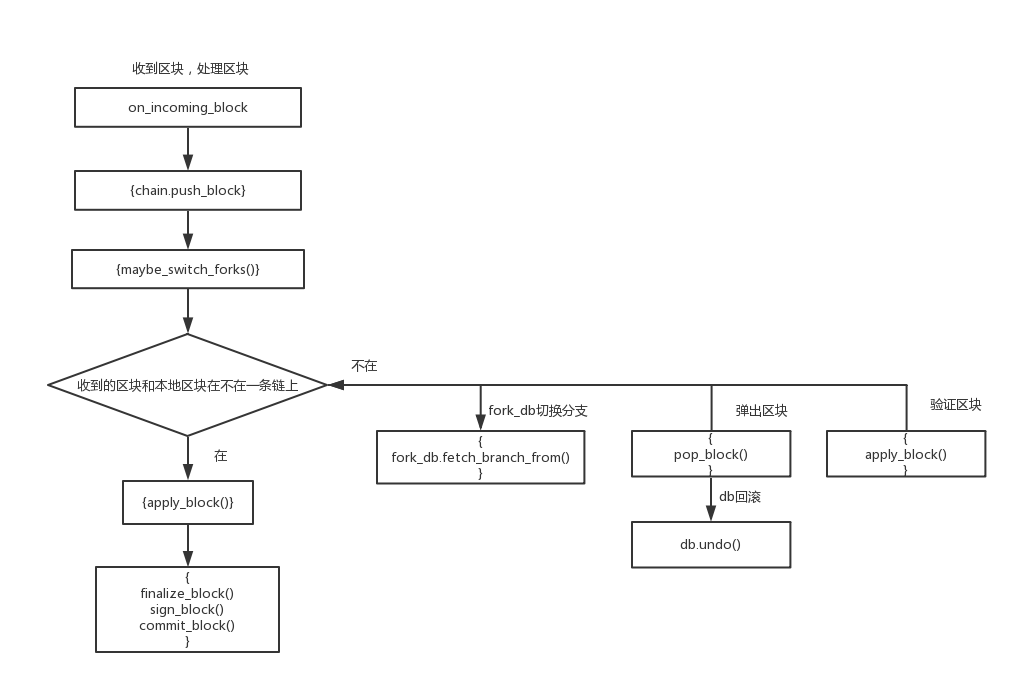 收到区块，处理区块
on_incoming_block
{chain.push_block}
{maybe_switch_forks()}
收到的区块和本地区块在不在一条链上
不在
fork_db切换分支
{
fork_db.fetch_branch_from()
}
弹出区块
{
pop_block()
}
db回滚
db.undo()
验证区块
{
apply_block()
}
在
{apply_block()}
{
finalize_block()
sign_block()
commit_block()
}